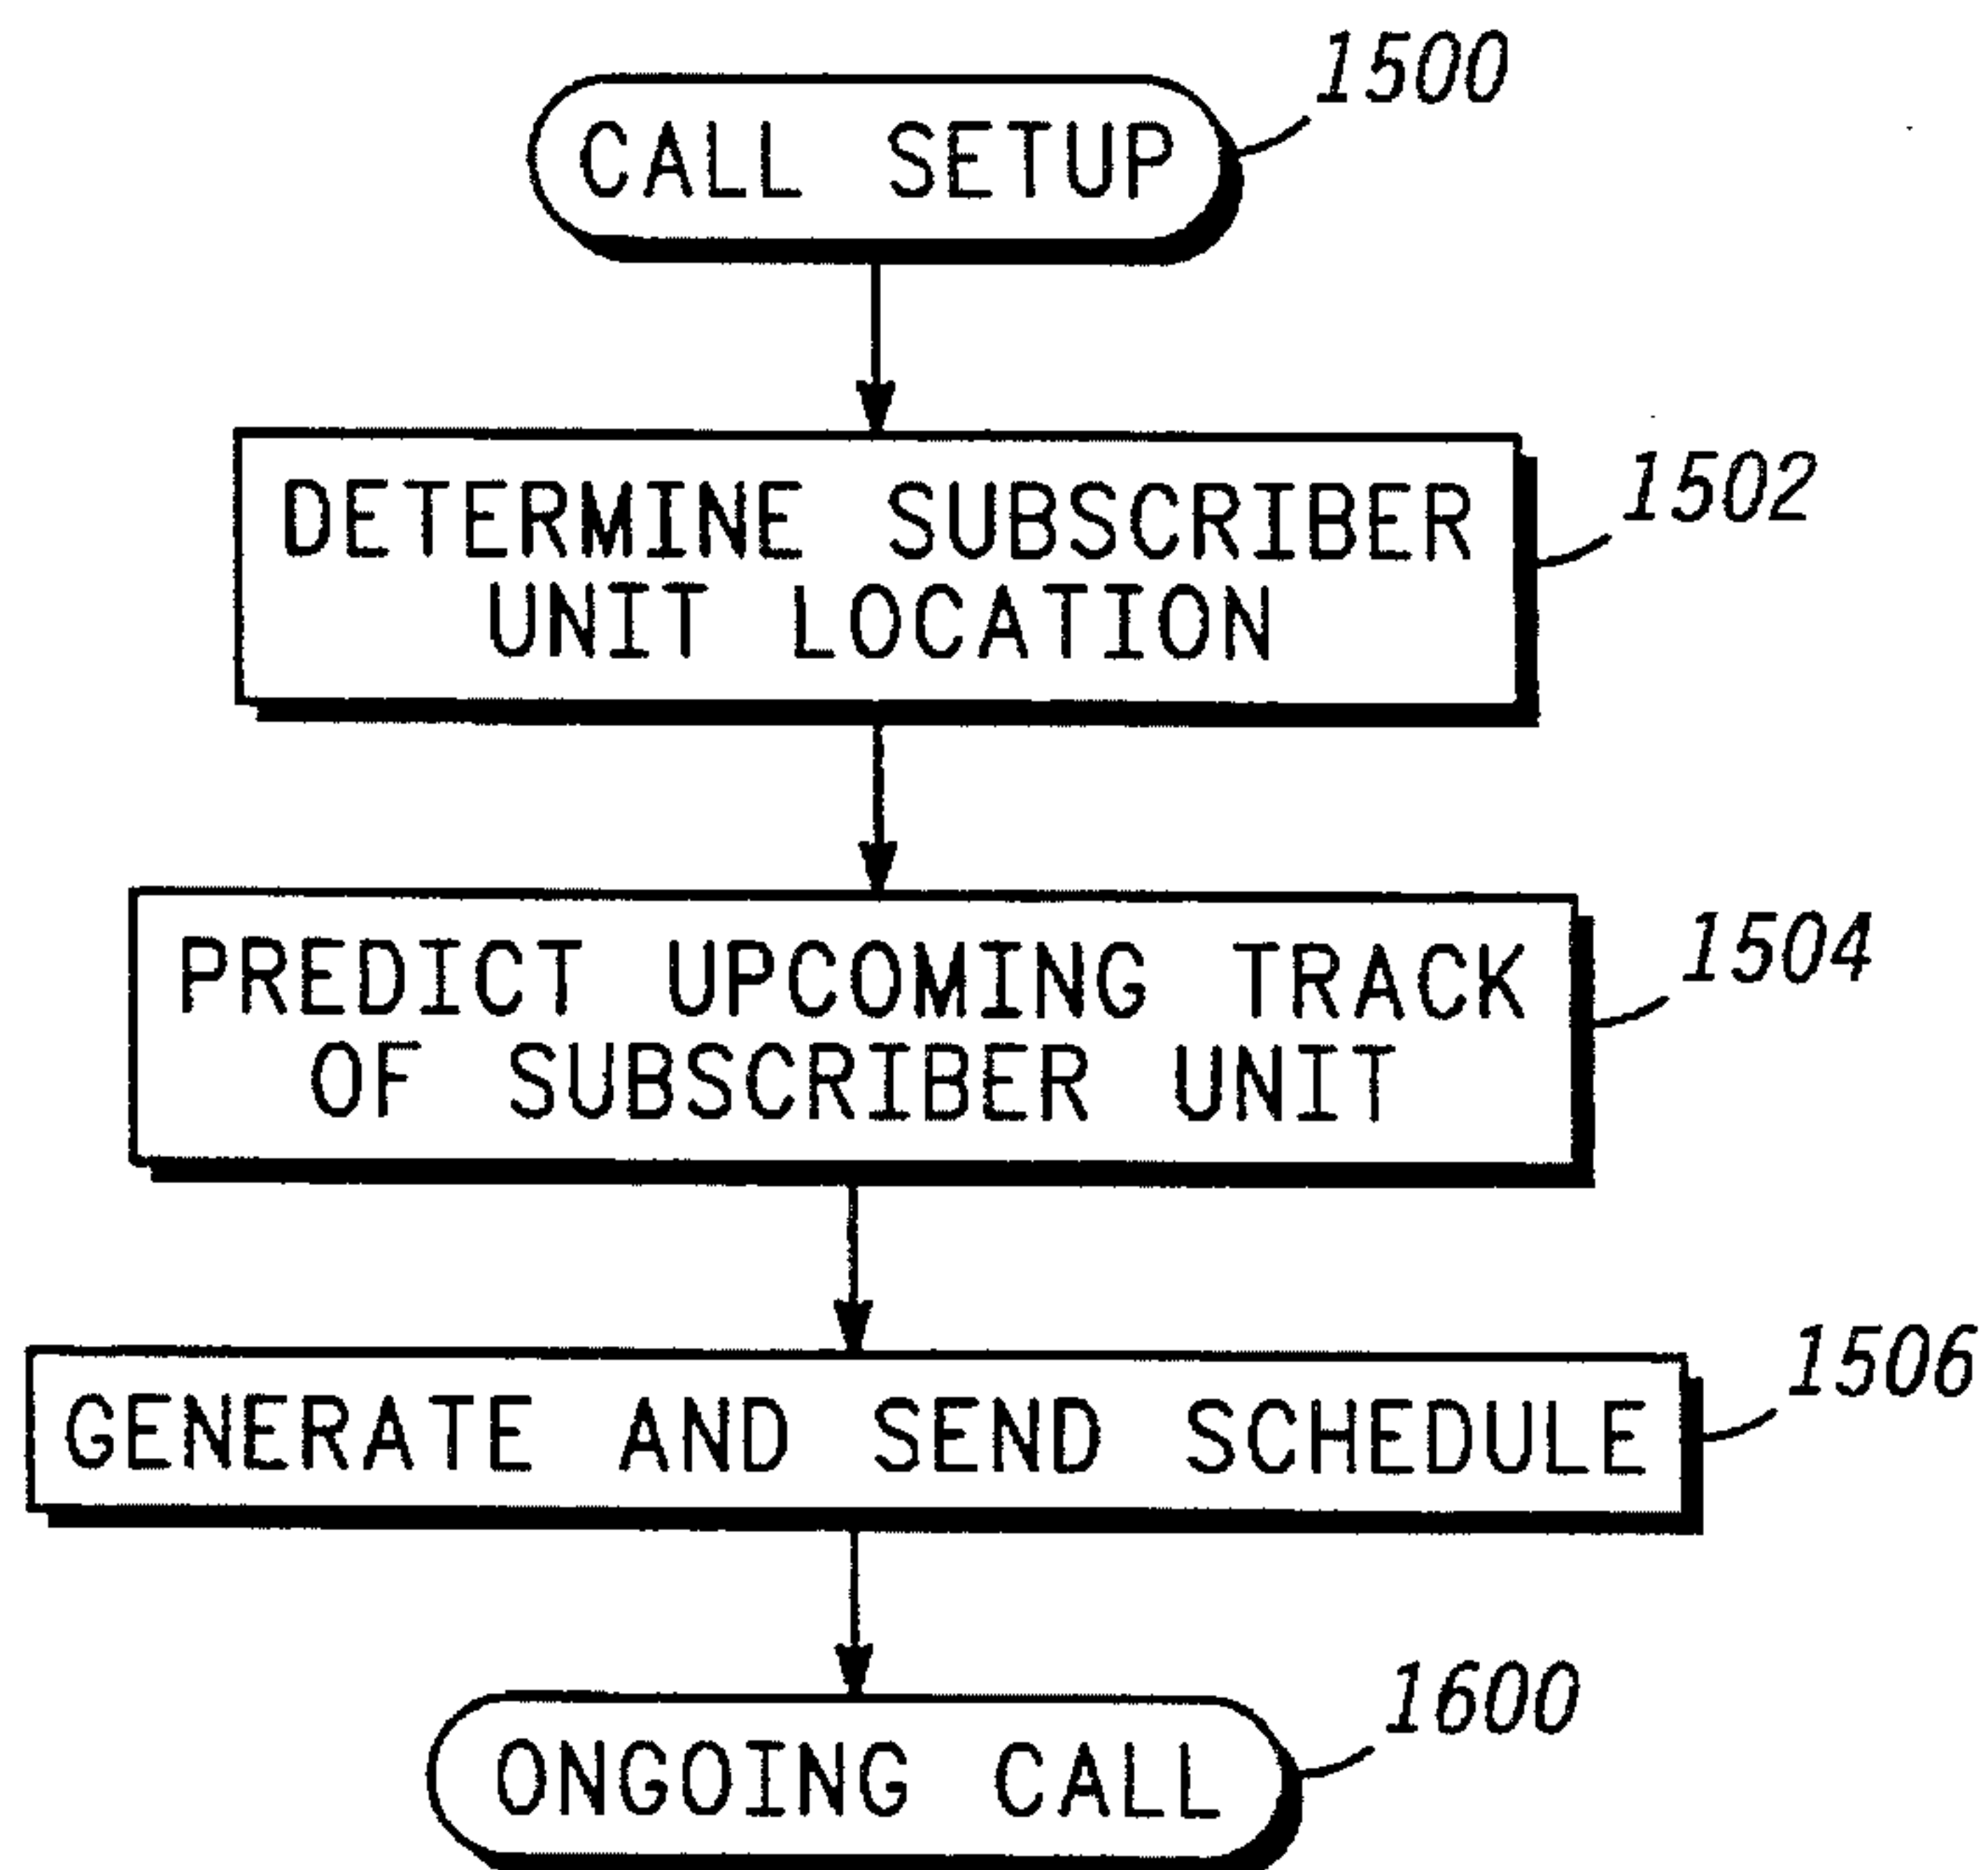 1500
CALL SETUP
1502
DETERMINE SUBSCRIBER
UNIT LOCATION
1504
PREDICT UPCOMING TRACK
OF SUBSCRIBER UNIT
1506
GENERATE AND SEND SCHEDULE
1600
ONGOING CALL